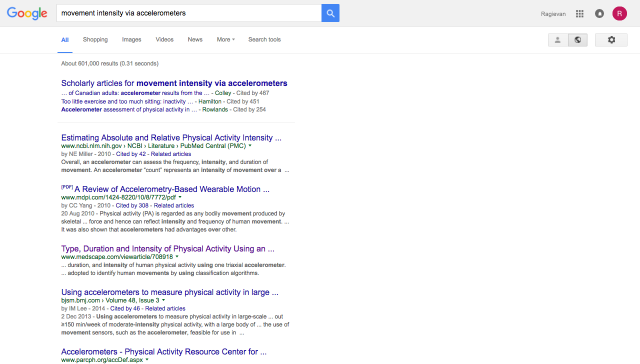 Google
movement intensity via accelerometers
Ragiavan
R
All Shopping Images Videos News More Search tools
About 601,000 results (0.31 seconds)
Scholarly articles for movement intensity via accelerometers
... of Canadian adults: accelerometer results from the ... - Colley - Cited by 467
Too little exercise and too much sitting: inactivity ... - Hamilton - Cited by 451
Accelerometer assessment of physical activity in ... - Rowlands - Cited by 254
Estimating Absolute and Relative Physical Activity Intensity ...
www.ncbi.nlm.nih.gov › NCBI › Literature › PubMed Central (PMC)
by NE Miller - 2010 - Cited by 42 - Related articles
Overall, an accelerometer can assess the frequency, intensity, and duration of
movement. An accelerometer “count” represents an intensity of movement over a ...
[PDF] A Review of Accelerometry-Based Wearable Motion ...
www.mdpi.com/1424-8220/10/8/7772/pdf
by CC Yang - 2010 - Cited by 308 - Related articles
20 Aug 2010 - Physical activity (PA) is regarded as any bodily movement produced by
skeletal ... force and hence can reflect intensity and frequency of human movement. ...
It was also shown that accelerometers had advantages over other.
Type, Duration and Intensity of Physical Activity Using an ...
www.medscape.com/viewarticle/708918
... duration, and intensity of human physical activity using one triaxial accelerometer.
... adopted to identify human movements by using classification algorithms.
Using accelerometers to measure physical activity in large ...
bjsm.bmj.com › Volume 48, Issue 3
by IM Lee - 2014 - Cited by 46 - Related articles
2 Dec 2013 - Using accelerometers to measure physical activity in large-scale ... out
≥150 min/week of moderate-intensity physical activity, with a large body of ... the use of
movement sensors, such as the accelerometer, feasible for use in ...
Accelerometers - Physical Activity Resource Center for ...
www.parcph.org/accDef.aspx